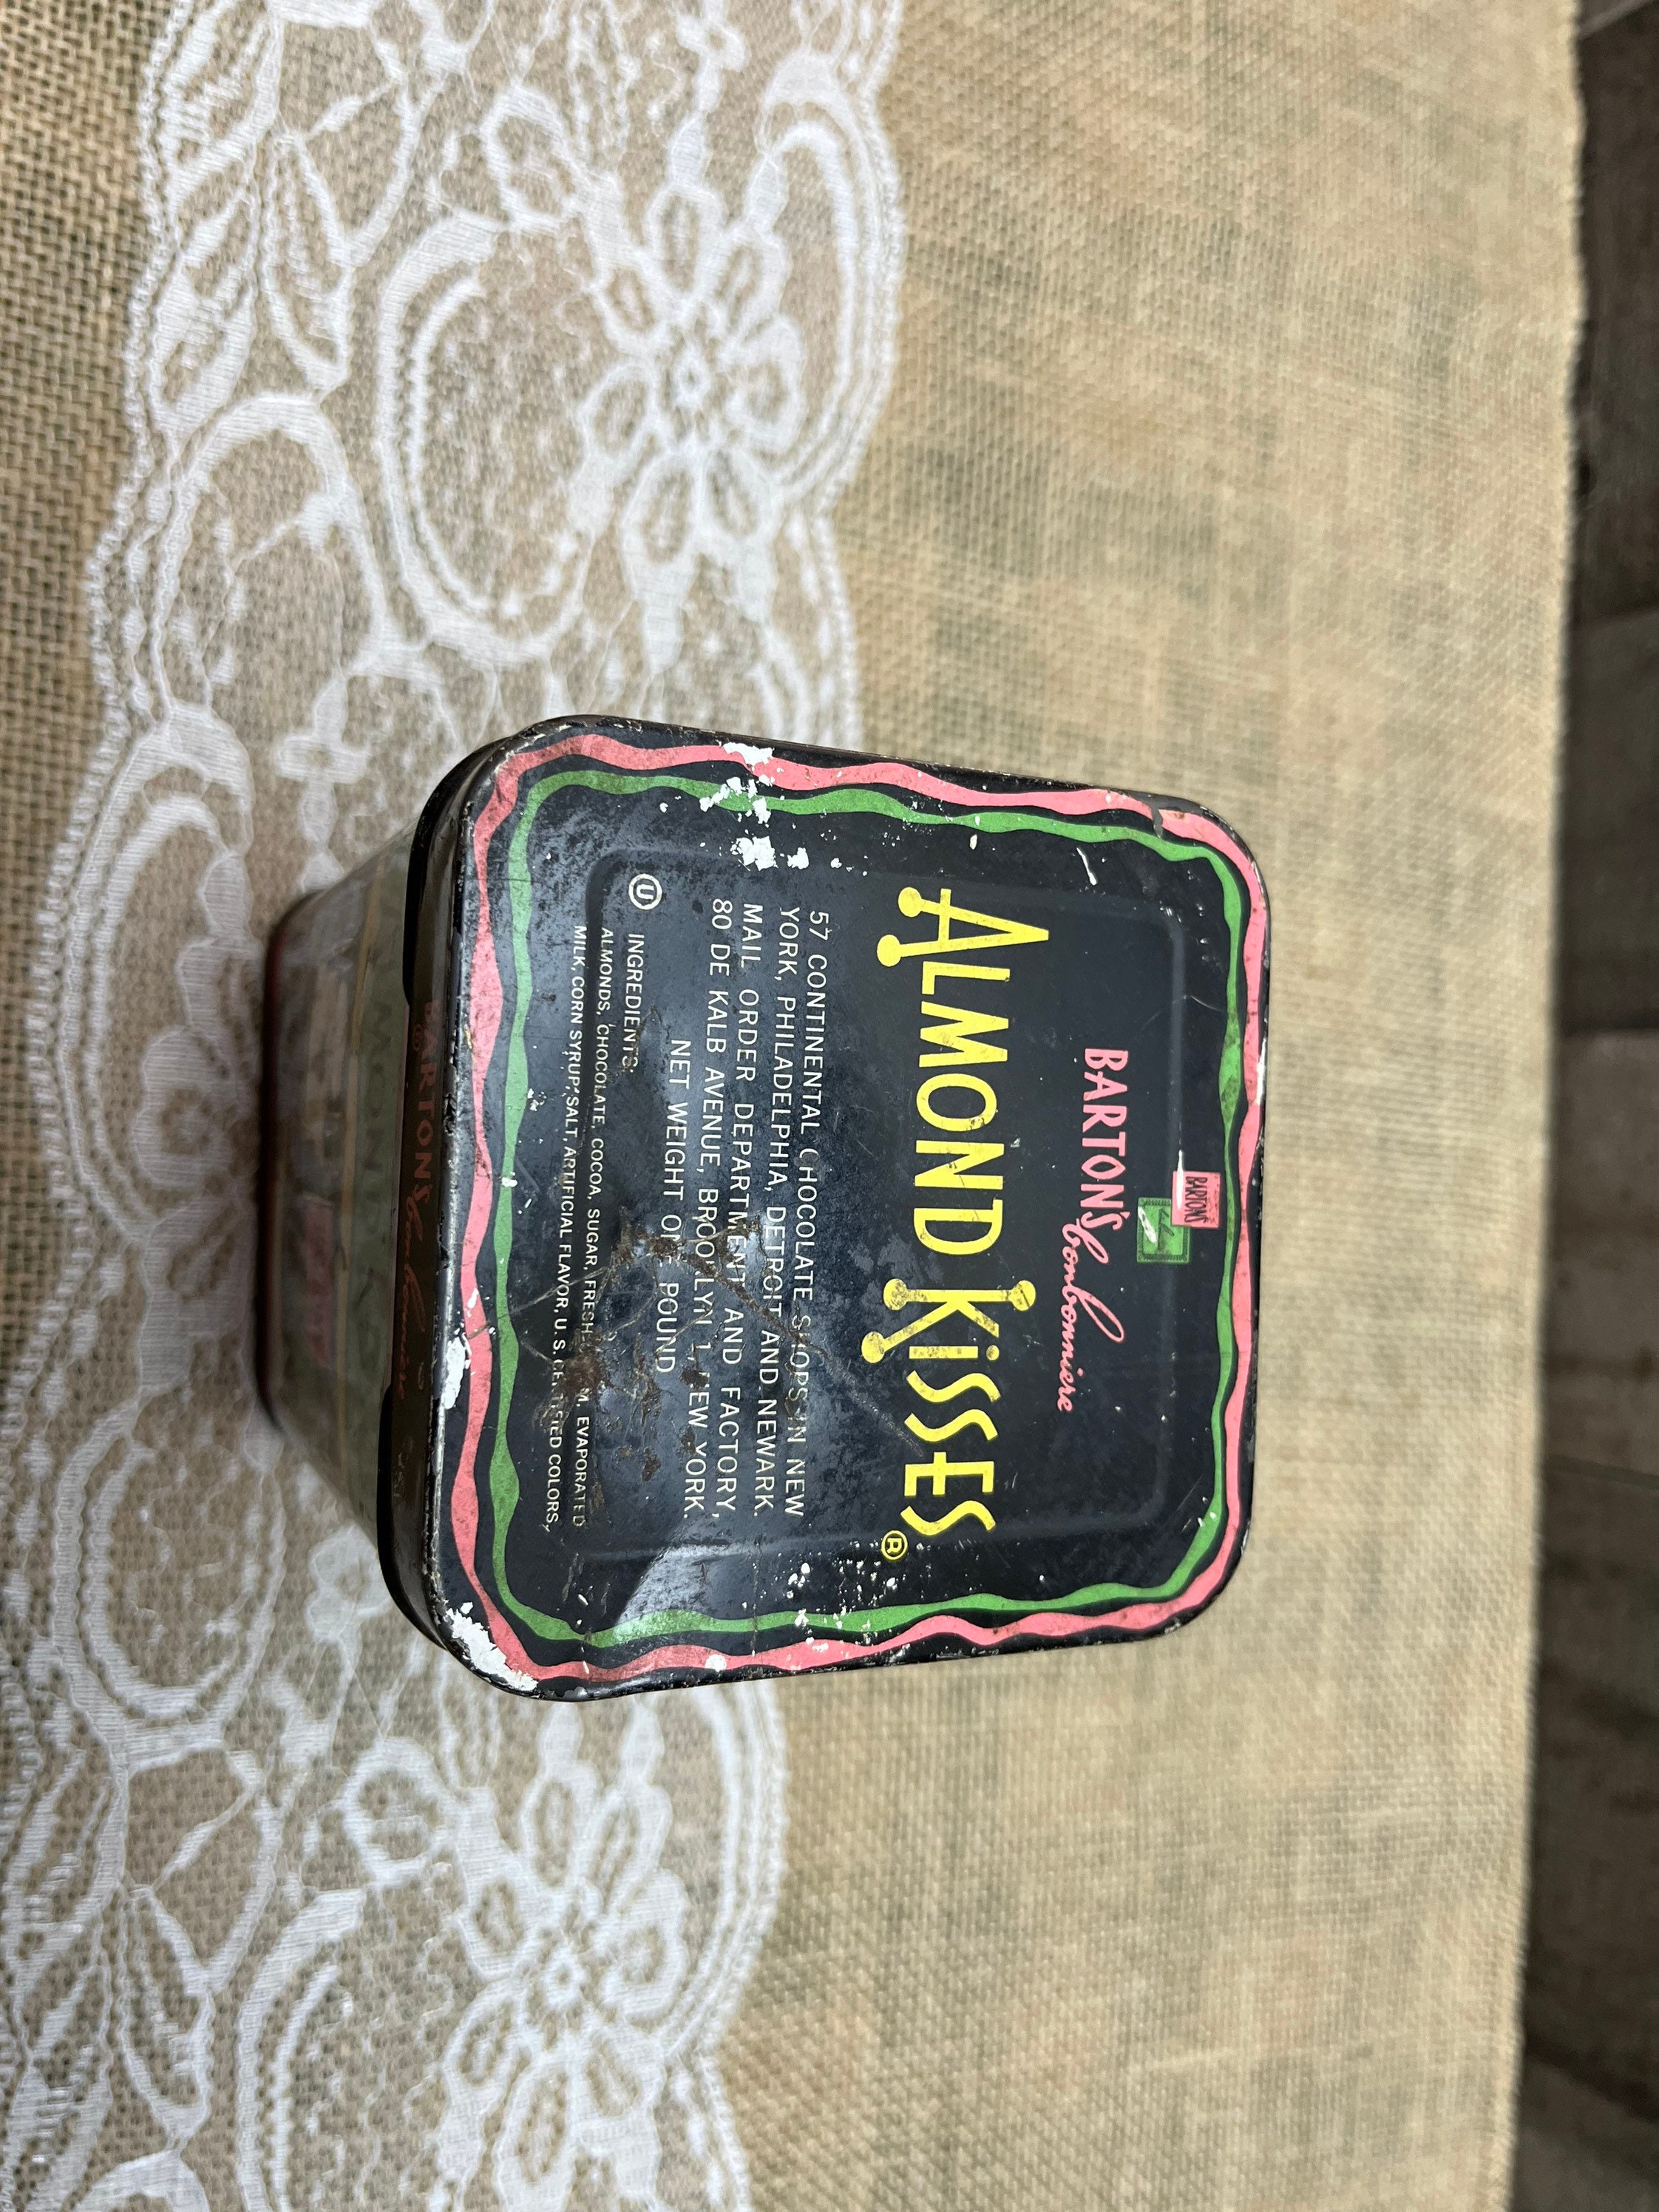 BARTON'S
BARTON'S bonbonniere
ALMOND KISSES®
57 CONTINENTAL CHOCOLATE SHOPS IN NEW
YORK, PHILADELPHIA, DETROIT AND NEWARK.
MAIL ORDER DEPARTMENT AND FACTORY,
80 DE KALB AVENUE, BROOKLYN 1, NEW YORK.
NET WEIGHT ONE POUND
Ⓤ INGREDIENTS:
ALMONDS, CHOCOLATE, COCOA, SUGAR, FRESH CREAM, EVAPORATED
MILK, CORN SYRUP, SALT, ARTIFICIAL FLAVOR, U.S. CERTIFIED COLORS,
BARTON'S bonbonniere